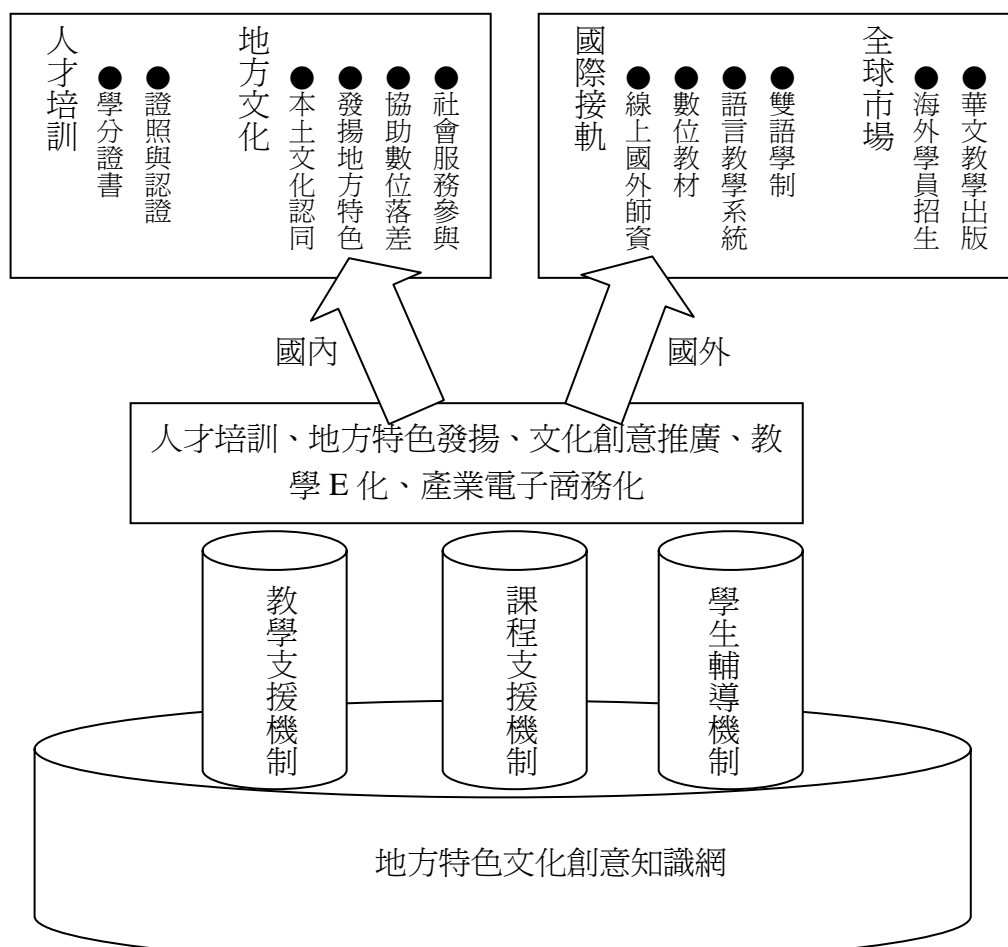 人才培訓
●學分證書
●證照與認證
地方文化
●本土文化認同
●發揚地方特色
●協助數位落差
●社會服務參與
國際接軌
●線上國外師資
●數位教材
●語言教學系統
●雙語學制
全球市場
●海外學員招生
●華文教學出版
國內
國外
人才培訓、地方特色發揚、文化創意推廣、教
學 E 化、產業電子商務化
教學支援機制
課程支援機制
學生輔導機制
地方特色文化創意知識網